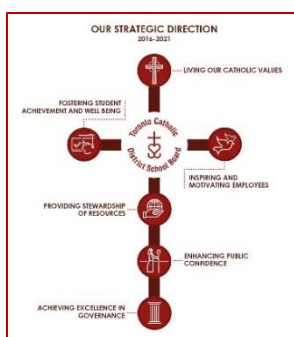 OUR STRATEGIC DIRECTION
2016-2021
LIVING OUR CATHOLIC VALUES
FOSTERING STUDENT
ACHIEVEMENT AND WELL BEING
Toronto Catholic
District School Board
INSPIRING AND
MOTIVATING EMPLOYEES
PROVIDING STEWARDSHIP
OF RESOURCES
ENHANCING PUBLIC
CONFIDENCE
ACHIEVING EXCELLENCE IN
GOVERNANCE